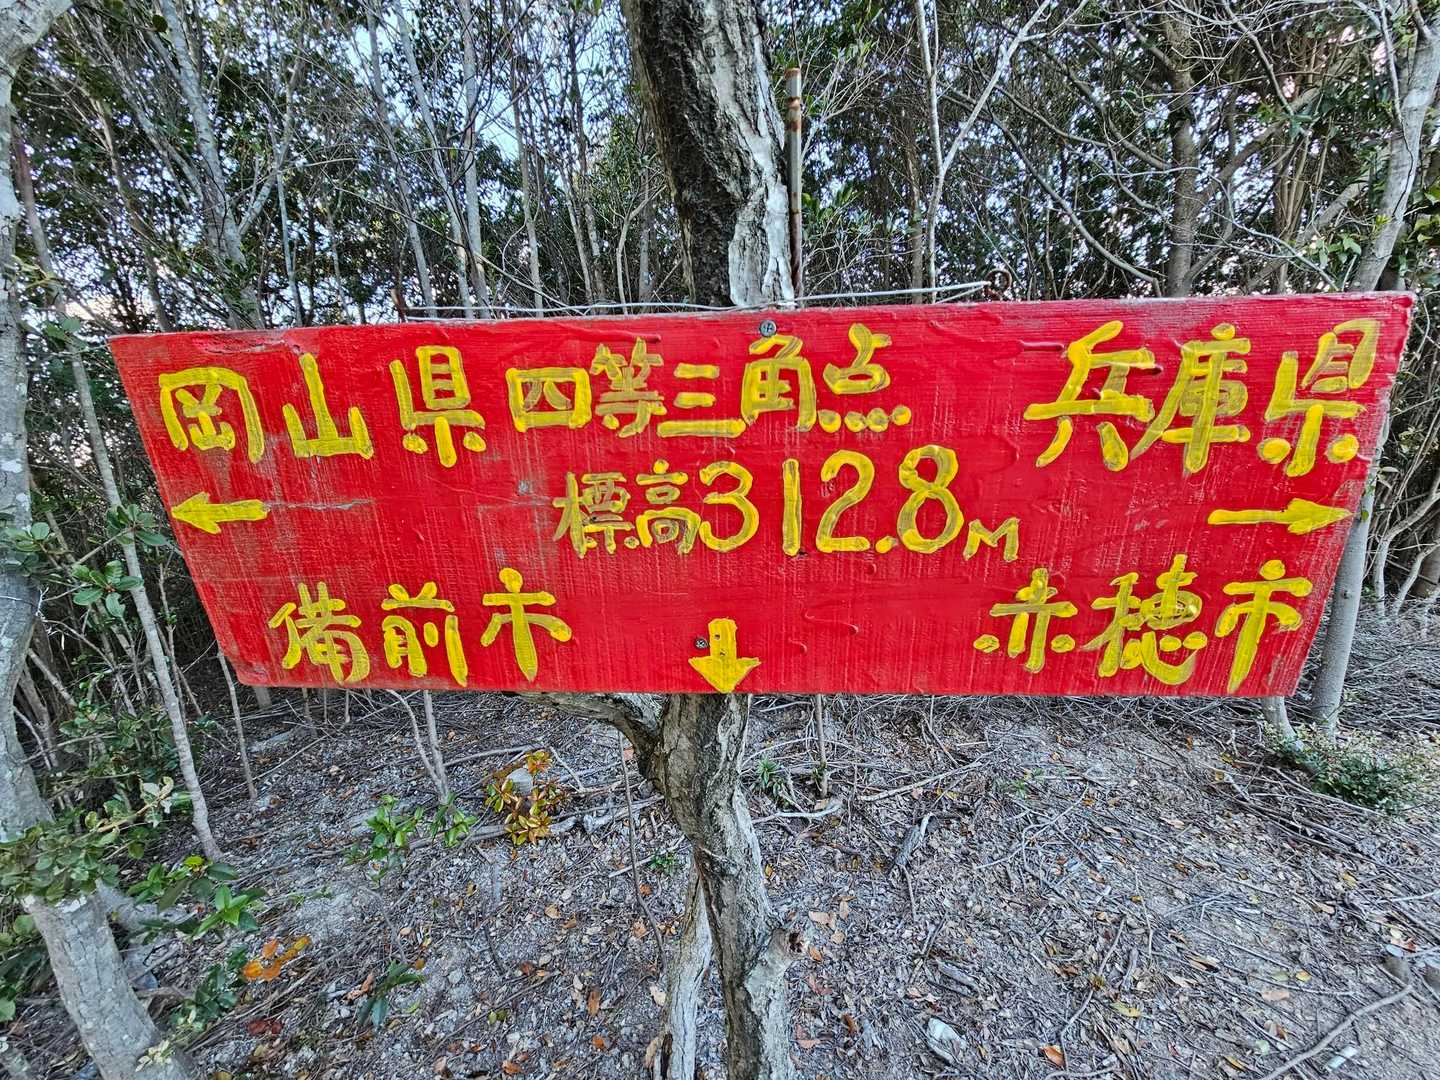 岡山県 四等三角点 兵庫県
← 標高312.8M →
備前市 ↓ 赤穂市